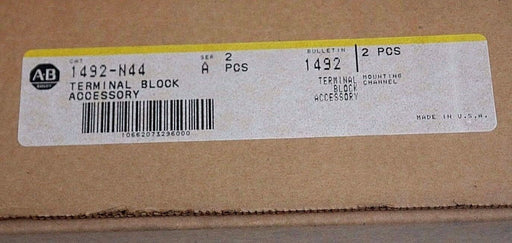 AB
CAT 1492-N44 SER A 2 PCS
TERMINAL BLOCK
ACCESSORY
10662073296000
BULLETIN 1492 2 PCS
TERMINAL
BLOCK
ACCESSORY
MOUNTING
CHANNEL
MADE IN U.S.A.